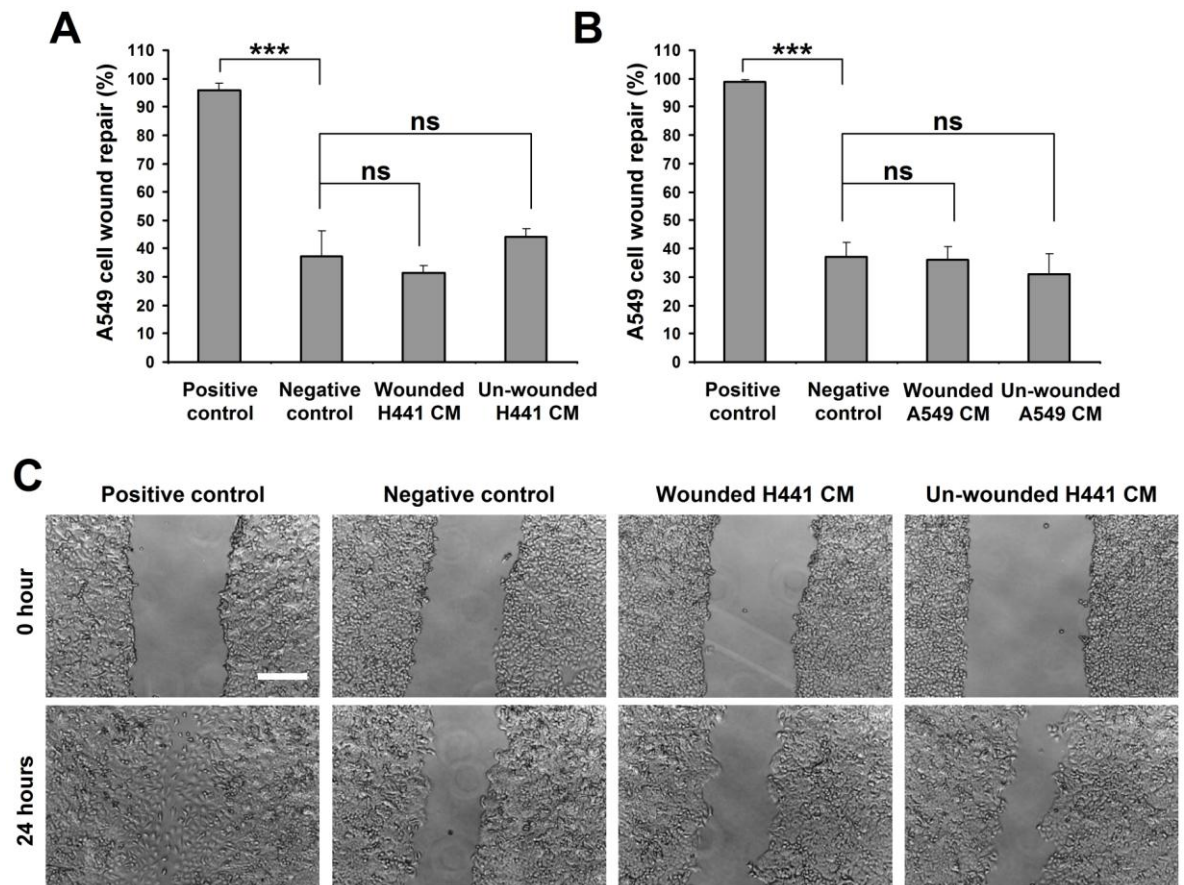 A
A549 cell wound repair (%)
110
100
90
80
70
60
50
40
30
20
10
0
***
ns
ns
Positive control
Negative control
Wounded H441 CM
Un-wounded H441 CM
B
A549 cell wound repair (%)
110
100
90
80
70
60
50
40
30
20
10
0
***
ns
ns
Positive control
Negative control
Wounded A549 CM
Un-wounded A549 CM
C
Positive control
Negative control
Wounded H441 CM
Un-wounded H441 CM
0 hour
24 hours